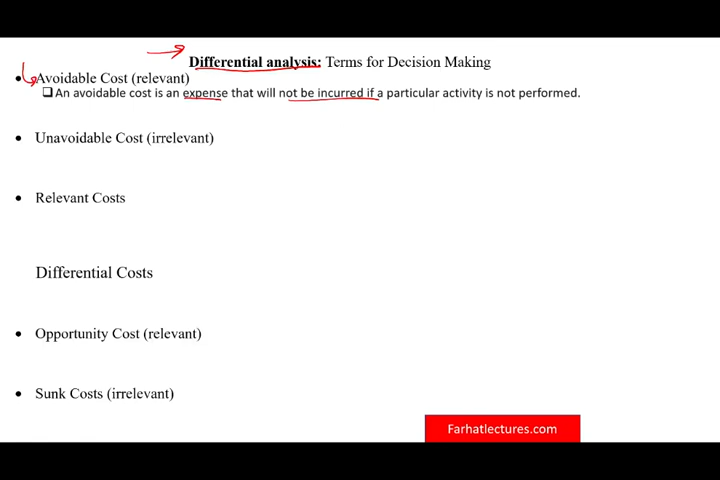 Differential analysis: Terms for Decision Making
• Avoidable Cost (relevant)
❑ An avoidable cost is an expense that will not be incurred if a particular activity is not performed.
• Unavoidable Cost (irrelevant)
• Relevant Costs
Differential Costs
• Opportunity Cost (relevant)
• Sunk Costs (irrelevant)
Farhatlectures.com